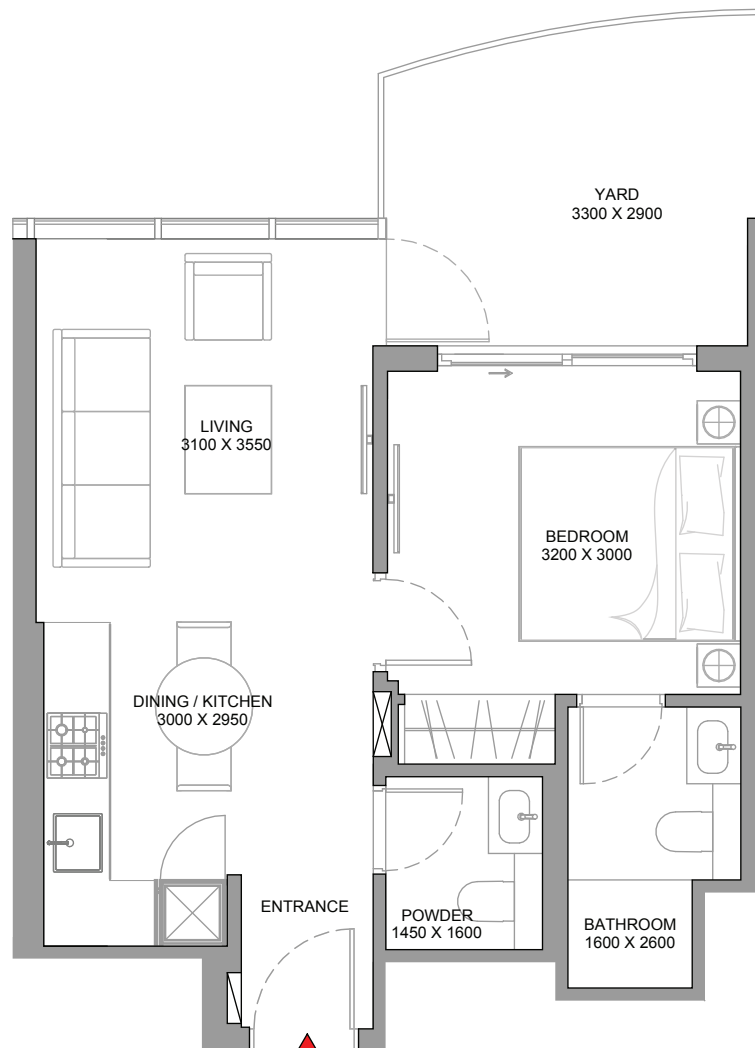 YARD
3300 X 2900
LIVING
3100 X 3550
BEDROOM
3200 X 3000
DINING / KITCHEN
3000 X 2950
ENTRANCE
POWDER
1450 X 1600
BATHROOM
1600 X 2600